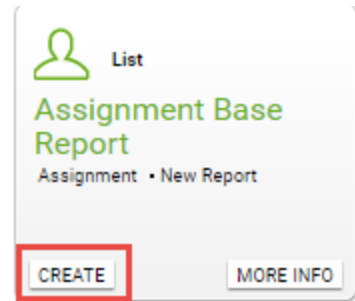 List
Assignment Base
Report
Assignment • New Report
CREATE MORE INFO